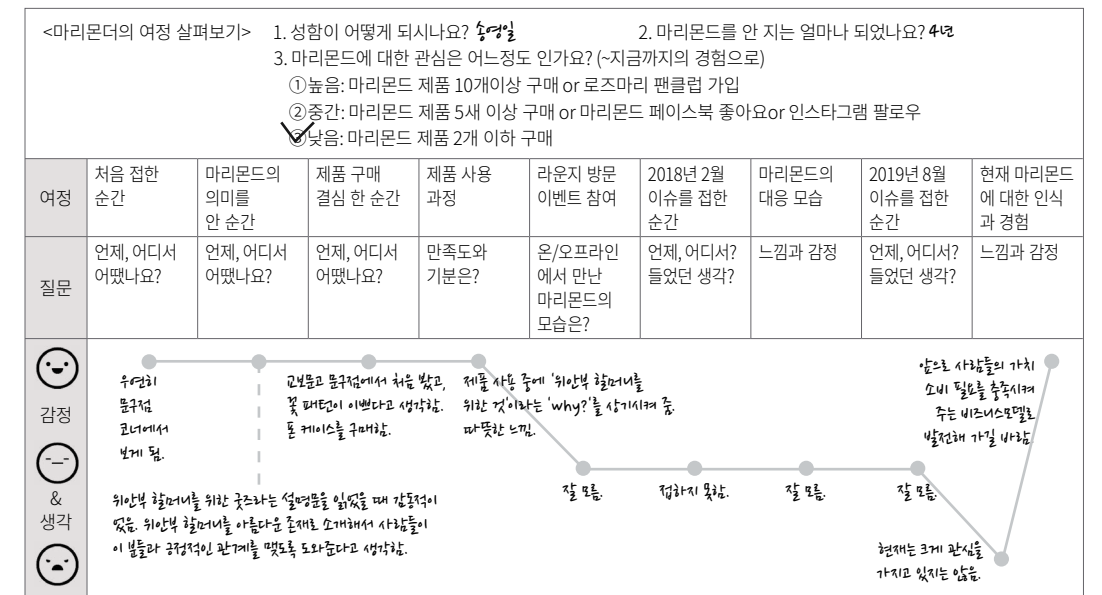 <마리몬더의 여정 살펴보기> 1. 성함이 어떻게 되시나요? 송영일 2. 마리몬드를 안 지는 얼마나 되었나요? 4년
3. 마리몬드에 대한 관심은 어느정도 인가요? (~지금까지의 경험으로)
①높음: 마리몬드 제품 10개이상 구매 or 로즈마리 팬클럽 가입
②중간: 마리몬드 제품 5새 이상 구매 or 마리몬드 페이스북 좋아요or 인스타그램 팔로우
③낮음: 마리몬드 제품 2개 이하 구매
여정
처음 접한
순간
마리몬드의
의미를
안 순간
제품 구매
결심 한 순간
제품 사용
과정
라운지 방문
이벤트 참여
2018년 2월
이슈를 접한
순간
마리몬드의
대응 모습
2019년 8월
이슈를 접한
순간
현재 마리몬드
에 대한 인식
과 경험
질문
언제, 어디서
어땠나요?
언제, 어디서
어땠나요?
언제, 어디서
어땠나요?
만족도와
기분은?
온/오프라인
에서 만난
마리몬드의
모습은?
언제, 어디서?
들었던 생각?
느낌과 감정
언제, 어디서?
들었던 생각?
느낌과 감정
감정
&
생각
우연히
문구점
코너에서
보게 됨.
위안부 할머니를 위한 굿즈라는 설명문을 읽었을 때 감동적이
었음. 위안부 할머니를 아름다운 존재로 소개해서 사람들이
이 분들과 긍정적인 관계를 맺도록 도와준다고 생각함.
교보문고 문구점에서 처음 봤고,
꽃 패턴이 이쁘다고 생각함.
폰 케이스를 구매함.
제품 사용 중에 '위안부 할머니를
위한 것'이라는 'why?'를 상기시켜 줌.
따뜻한 느낌.
잘 모름.
접하지 못함.
잘 모름.
잘 모름.
현재는 크게 관심을
가지고 있지는 않음.
앞으로 사람들의 가치
소비 필요를 충족시켜
주는 비즈니스모델로
발전해 가길 바람